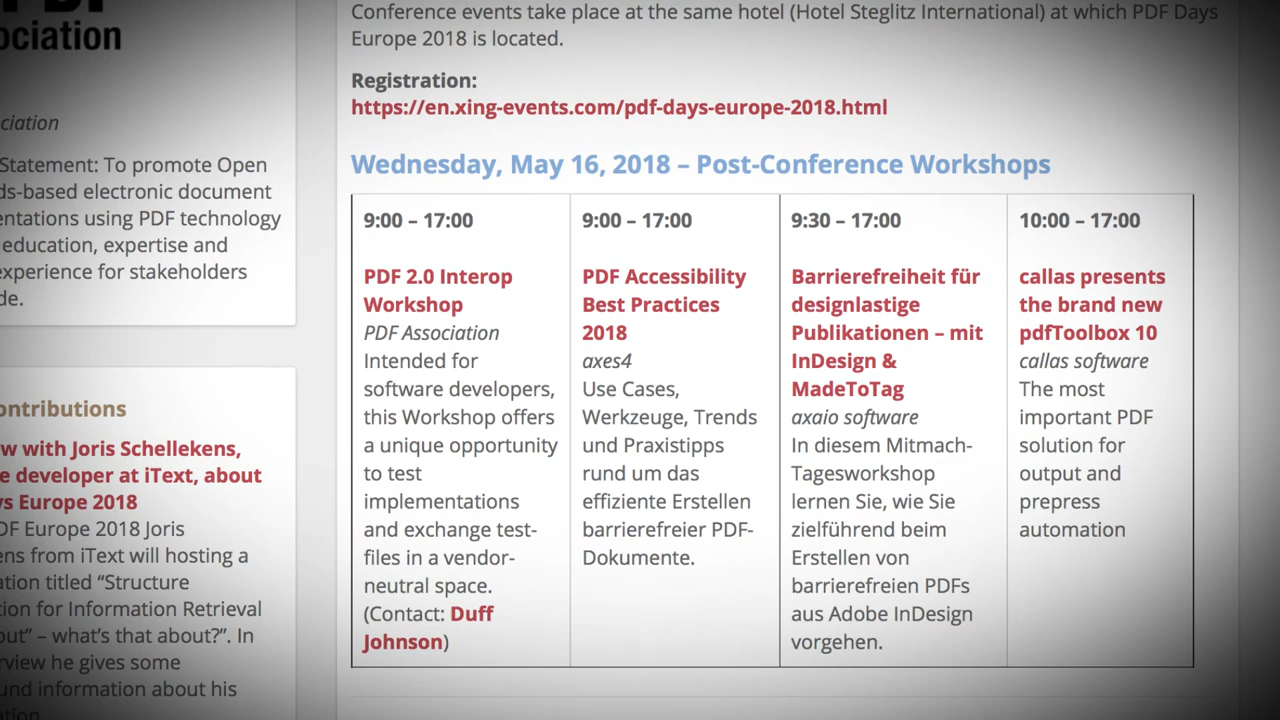 ociation
ciation
Statement: To promote Open
ds-based electronic document
entations using PDF technology
education, expertise and
experience for stakeholders
de.
ontributions
w with Joris Schellekens,
e developer at iText, about
ys Europe 2018
DF Europe 2018 Joris
ens from iText will hosting a
ation titled “Structure
tion for Information Retrieval
out” – what’s that about?”. In
rview he gives some
und information about his
Conference events take place at the same hotel (Hotel Steglitz International) at which PDF Days
Europe 2018 is located.
Registration:
https://en.xing-events.com/pdf-days-europe-2018.html
Wednesday, May 16, 2018 – Post-Conference Workshops
9:00 – 17:00
PDF 2.0 Interop
Workshop
PDF Association
Intended for
software developers,
this Workshop offers
a unique opportunity
to test
implementations
and exchange test-
files in a vendor-
neutral space.
(Contact: Duff
Johnson)
9:00 – 17:00
PDF Accessibility
Best Practices
2018
axes4
Use Cases,
Werkzeuge, Trends
und Praxistipps
rund um das
effiziente Erstellen
barrierefreier PDF-
Dokumente.
9:30 – 17:00
Barrierefreiheit für
designlastige
Publikationen – mit
InDesign &
MadeToTag
axaio software
In diesem Mitmach-
Tagesworkshop
lernen Sie, wie Sie
zielführend beim
Erstellen von
barrierefreien PDFs
aus Adobe InDesign
vorgehen.
10:00 – 17:00
callas presents
the brand new
pdfToolbox 10
callas software
The most
important PDF
solution for
output and
prepress
automation